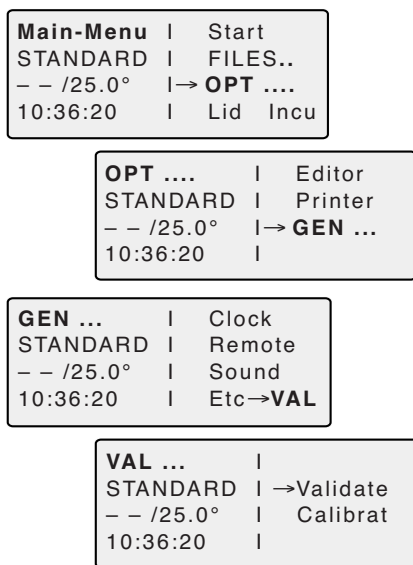 Main-Menu I Start
STANDARD I FILES..
– – /25.0° I→ OPT ....
10:36:20 I Lid Incu
OPT .... I Editor
STANDARD I Printer
– – /25.0° I→ GEN ...
10:36:20 I
GEN ... I Clock
STANDARD I Remote
– – /25.0° I Sound
10:36:20 I Etc→VAL
VAL ... I
STANDARD I →Validate
– – /25.0° I Calibrat
10:36:20 I